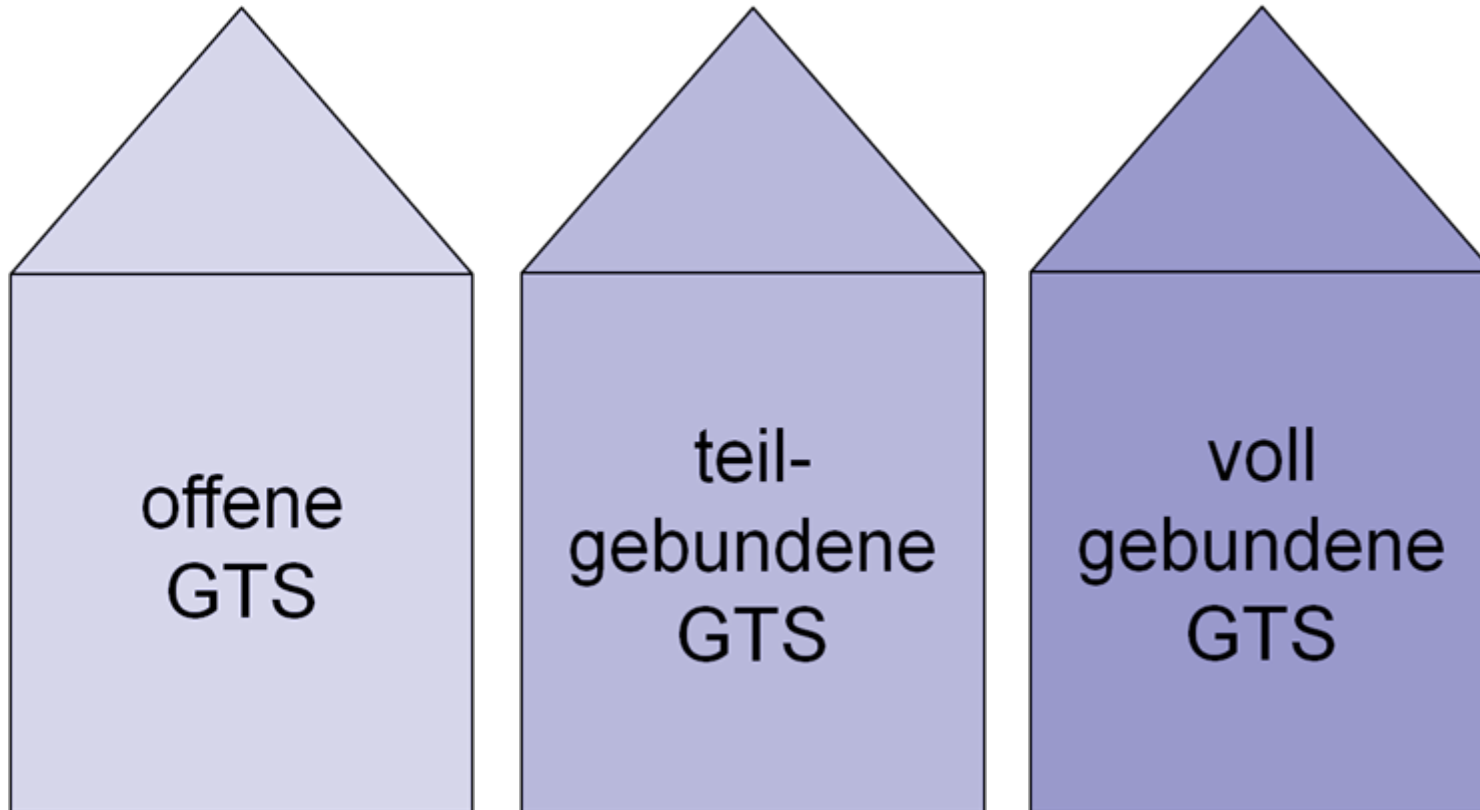 offene
GTS
teil-
gebundene
GTS
voll
gebundene
GTS